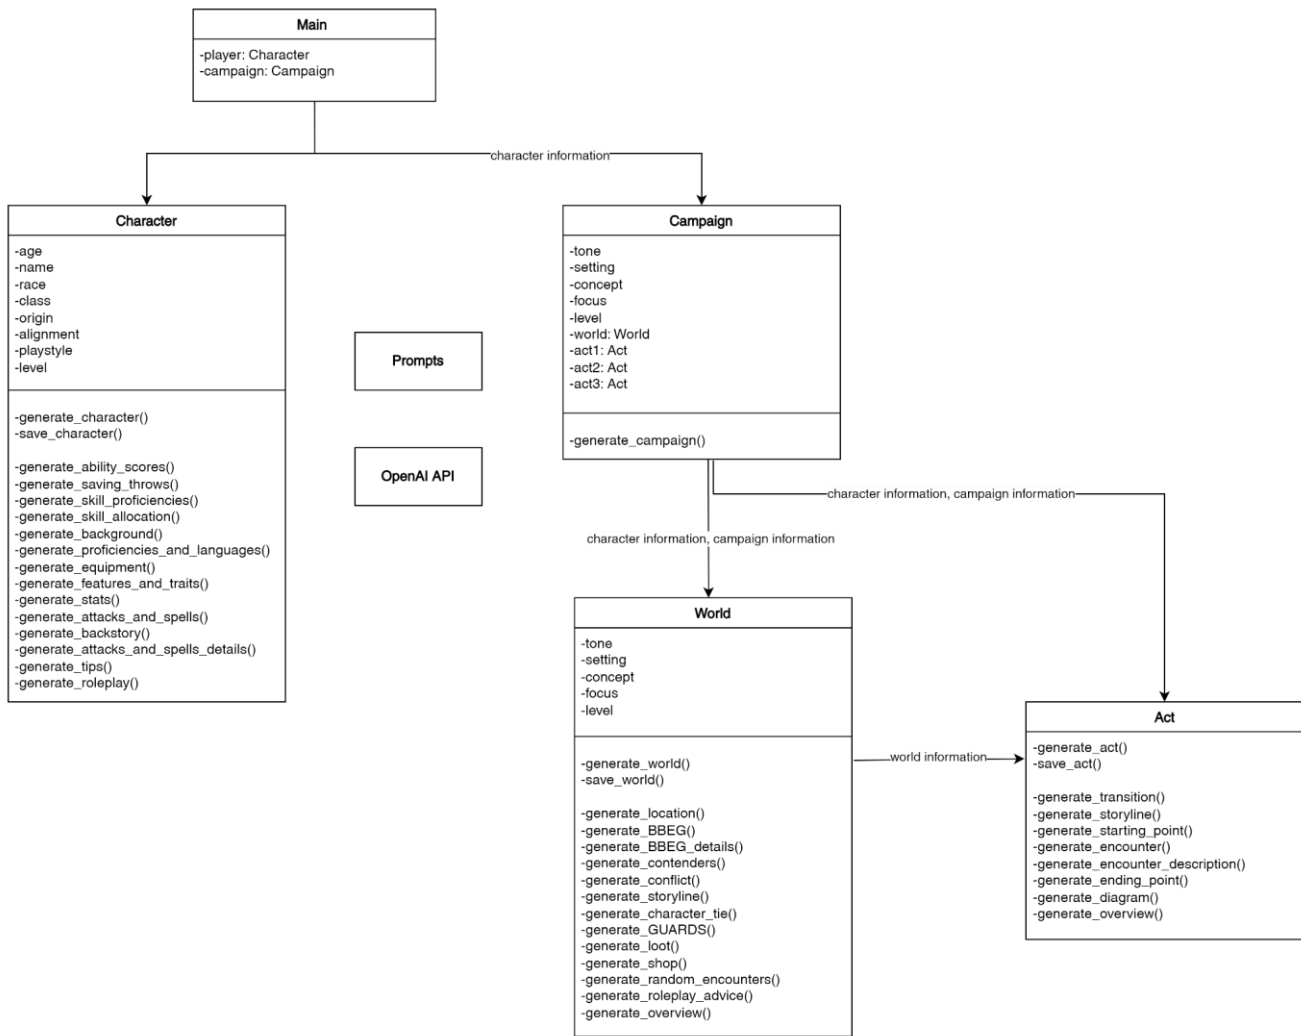 Main
-player: Character
-campaign: Campaign
character information
Character
-age
-name
-race
-class
-origin
-alignment
-playstyle
-level
-generate_character()
-save_character()
-generate_ability_scores()
-generate_saving_throws()
-generate_skill_proficiencies()
-generate_skill_allocation()
-generate_background()
-generate_proficiencies_and_languages()
-generate_equipment()
-generate_features_and_traits()
-generate_stats()
-generate_attacks_and_spells()
-generate_backstory()
-generate_attacks_and_spells_details()
-generate_tips()
-generate_roleplay()
Prompts
OpenAI API
Campaign
-tone
-setting
-concept
-focus
-level
-world: World
-act1: Act
-act2: Act
-act3: Act
-generate_campaign()
character information, campaign information
character information, campaign information
World
-tone
-setting
-concept
-focus
-level
-generate_world()
-save_world()
-generate_location()
-generate_BBEG()
-generate_BBEG_details()
-generate_contenders()
-generate_conflict()
-generate_storyline()
-generate_character_tie()
-generate_GUARDS()
-generate_loot()
-generate_shop()
-generate_random_encounters()
-generate_roleplay_advice()
-generate_overview()
world information
Act
-generate_act()
-save_act()
-generate_transition()
-generate_storyline()
-generate_starting_point()
-generate_encounter()
-generate_encounter_description()
-generate_ending_point()
-generate_diagram()
-generate_overview()